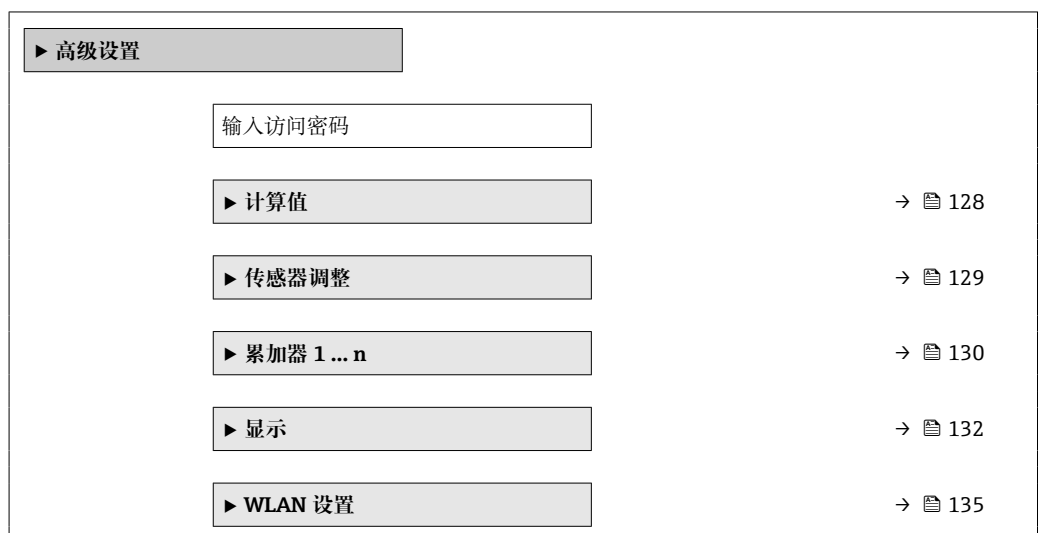 ▶ 高级设置
输入访问密码
▶ 计算值 → 🖹 128
▶ 传感器调整 → 🖹 129
▶ 累加器 1 … n → 🖹 130
▶ 显示 → 🖹 132
▶ WLAN 设置 → 🖹 135